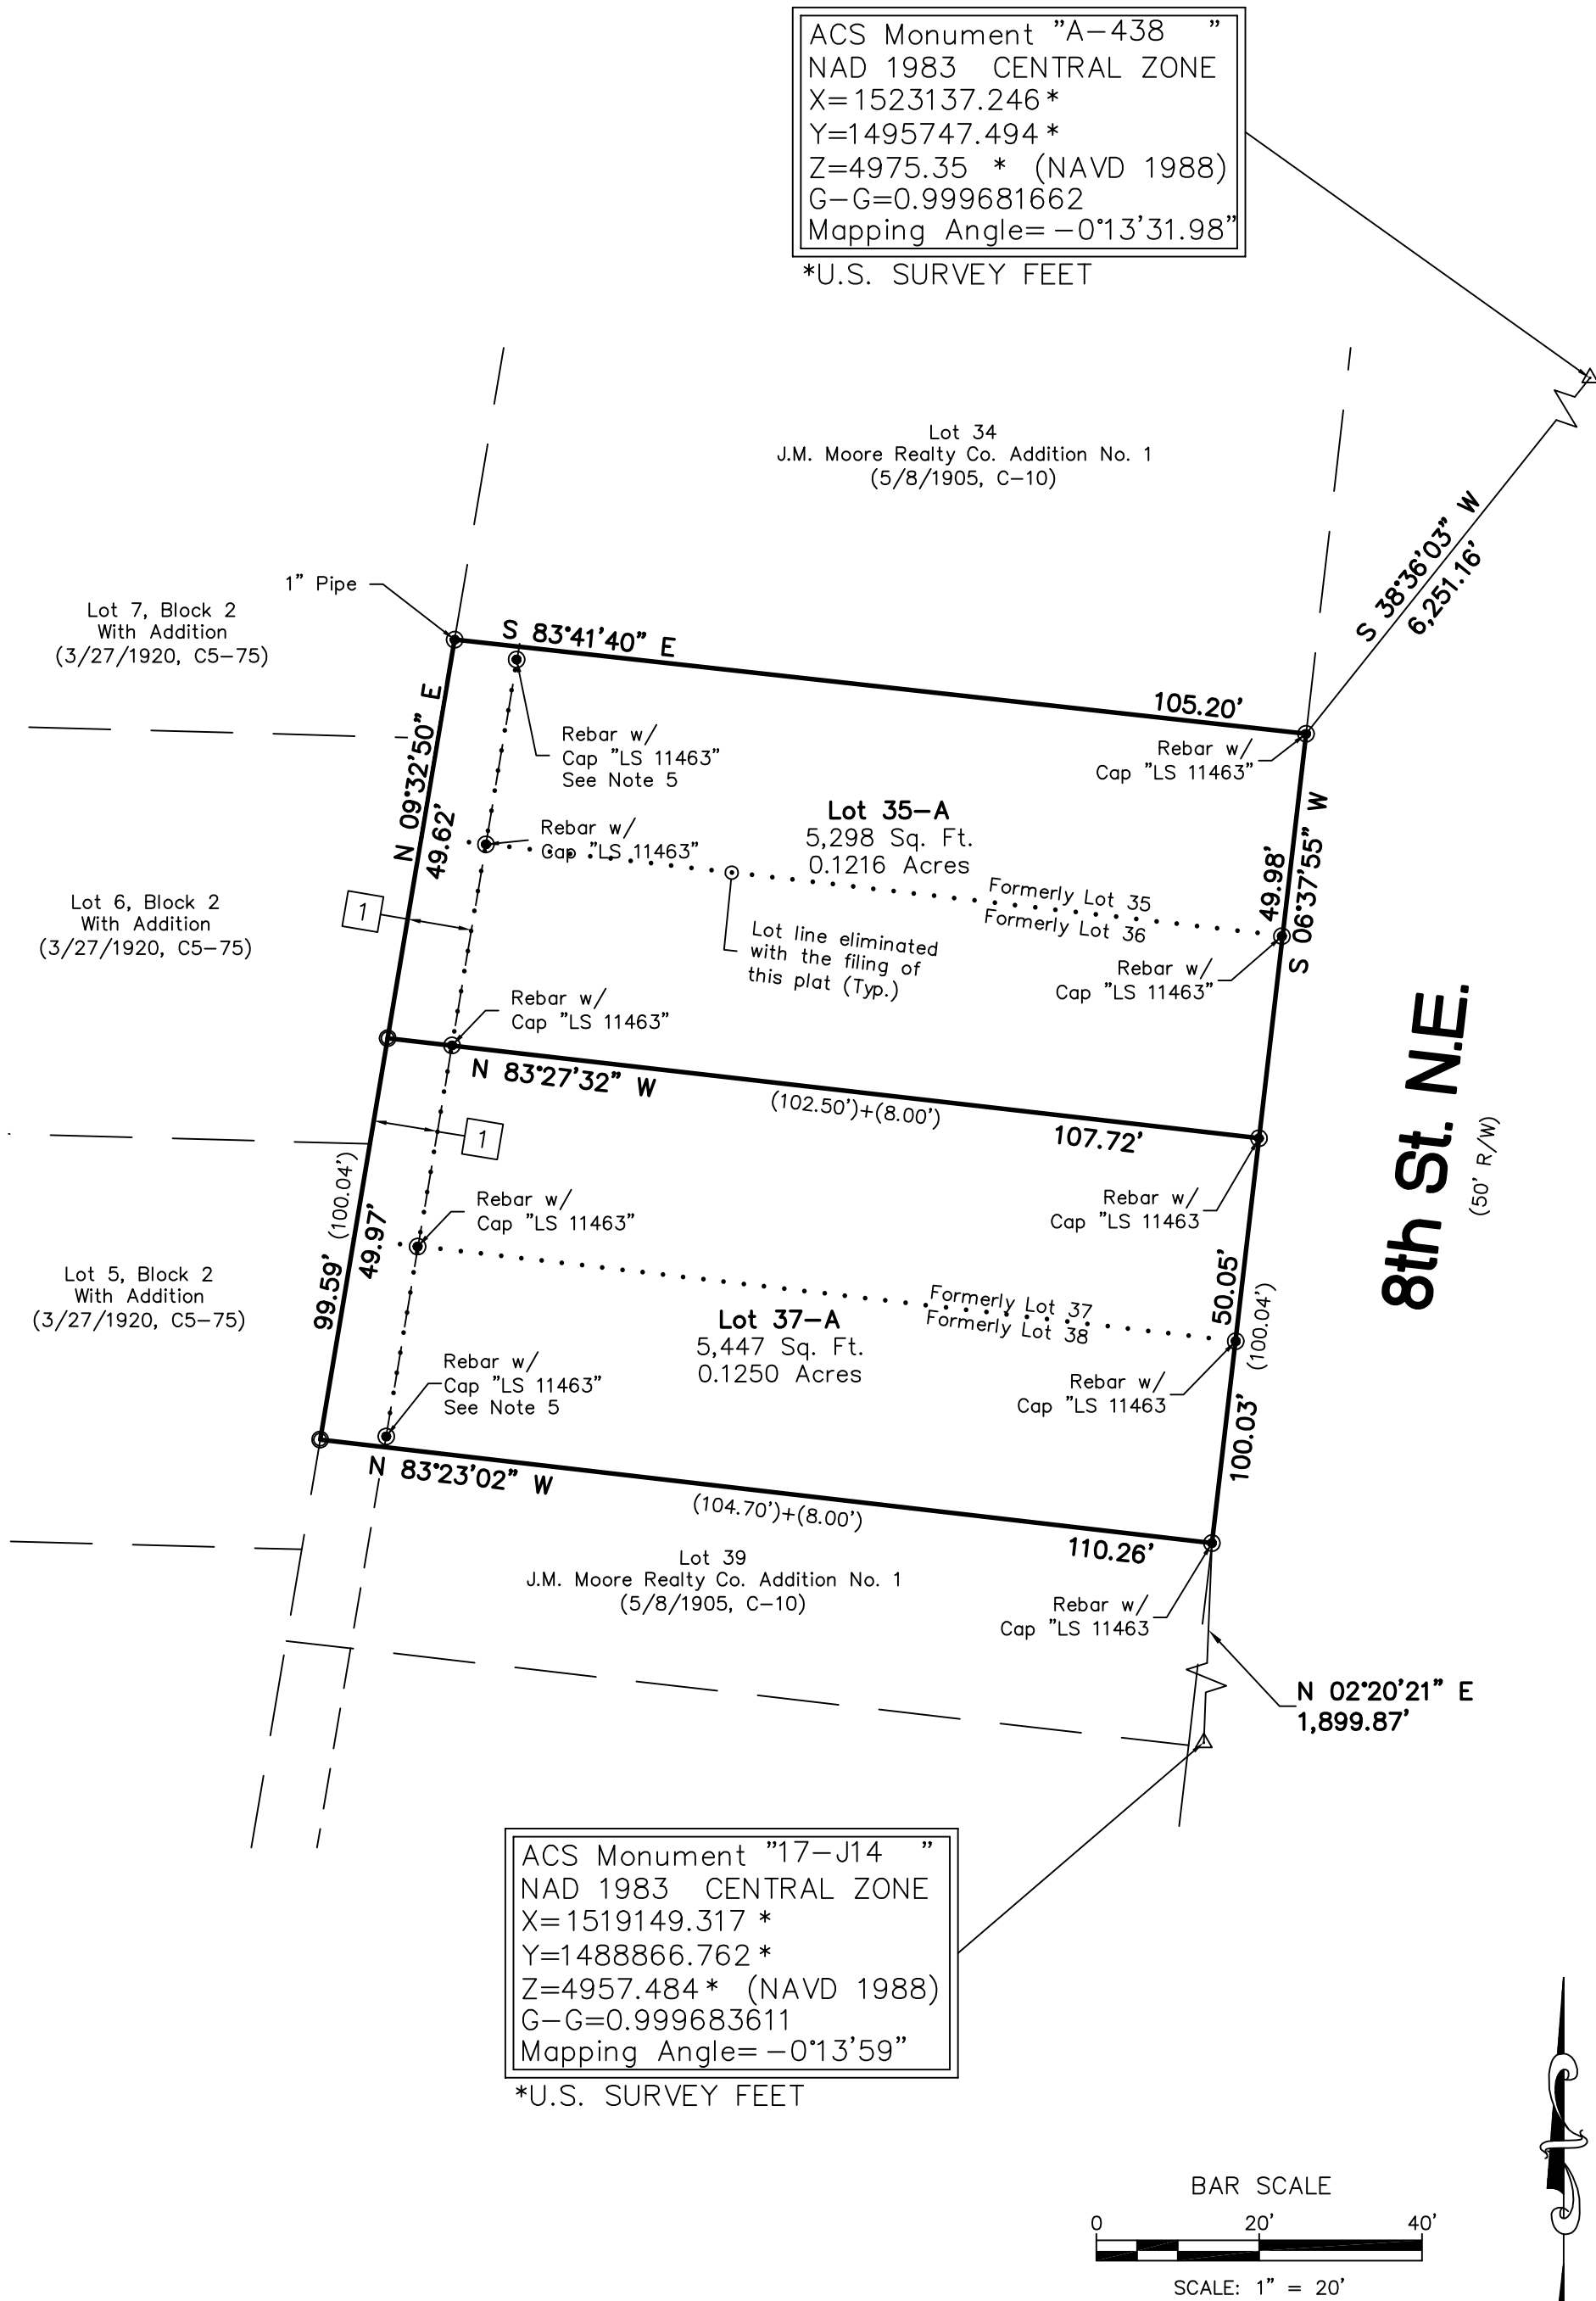 ACS Monument "A-438 "
NAD 1983 CENTRAL ZONE
X=1523137.246*
Y=1495747.494*
Z=4975.35 * (NAVD 1988)
G-G=0.999681662
Mapping Angle= -0°13'31.98"
*U.S. SURVEY FEET
Lot 34
J.M. Moore Realty Co. Addition No. 1
(5/8/1905, C-10)
S 38°36'03" W
6,251.16'
1" Pipe
Lot 7, Block 2
With Addition
(3/27/1920, C5-75)
S 83°41'40" E
105.20'
N 09°32'50" E
49.62'
Rebar w/
Cap "LS 11463"
See Note 5
Rebar w/
Cap "LS 11463"
Rebar w/
Cap "LS 11463"
Lot 35-A
5,298 Sq. Ft.
0.1216 Acres
Formerly Lot 35
Formerly Lot 36
49.98'
S 06°37'55" W
Lot 6, Block 2
With Addition
(3/27/1920, C5-75)
1
Lot line eliminated
with the filing of
this plat (Typ.)
Rebar w/
Cap "LS 11463"
Rebar w/
Cap "LS 11463"
N 83°27'32" W
(102.50')+(8.00')
107.72'
8th St. N.E.
(50' R/W)
1
(100.04')
49.97'
99.59'
Rebar w/
Cap "LS 11463"
Rebar w/
Cap "LS 11463
Lot 5, Block 2
With Addition
(3/27/1920, C5-75)
Formerly Lot 37
Formerly Lot 38
Lot 37-A
5,447 Sq. Ft.
0.1250 Acres
50.05'
(100.04')
100.03'
Rebar w/
Cap "LS 11463"
See Note 5
Rebar w/
Cap "LS 11463
N 83°23'02" W
(104.70')+(8.00')
110.26'
Lot 39
J.M. Moore Realty Co. Addition No. 1
(5/8/1905, C-10)
Rebar w/
Cap "LS 11463
N 02°20'21" E
1,899.87'
ACS Monument "17-J14 "
NAD 1983 CENTRAL ZONE
X=1519149.317 *
Y=1488866.762 *
Z=4957.484 * (NAVD 1988)
G-G=0.999683611
Mapping Angle= -0°13'59"
*U.S. SURVEY FEET
BAR SCALE
0 20' 40'
SCALE: 1" = 20'